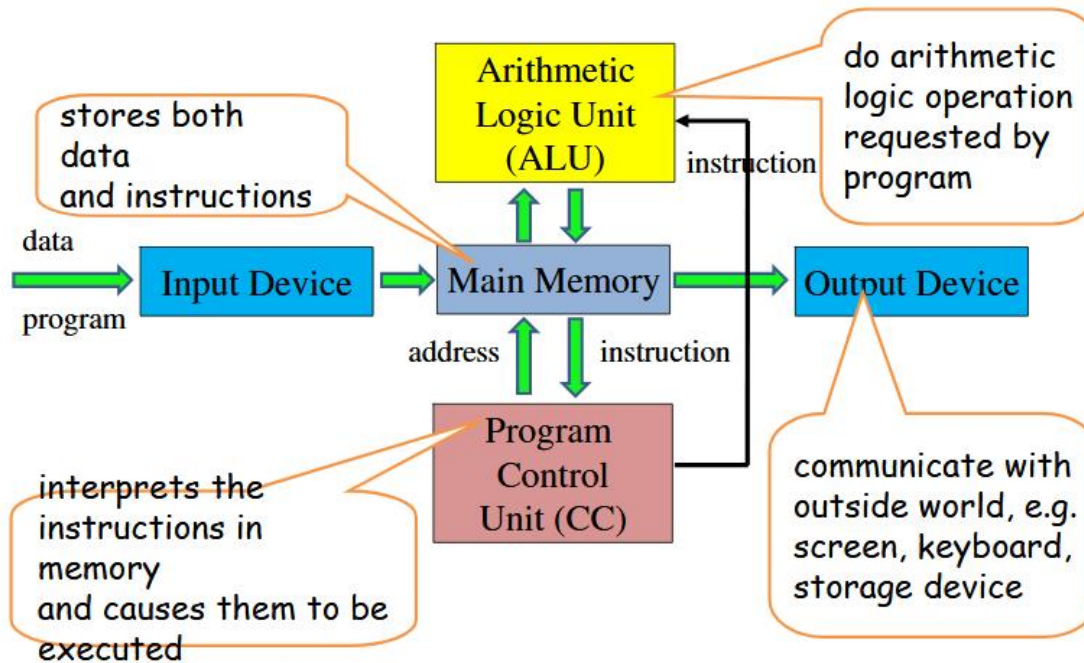 Arithmetic
Logic Unit
(ALU)
do arithmetic
logic operation
requested by
program
stores both
data
and instructions
instruction
data
program
Input Device
Main Memory
Output Device
address
instruction
Program
Control
Unit (CC)
interprets the
instructions in
memory
and causes them to be
executed
communicate with
outside world, e.g.
screen, keyboard,
storage device